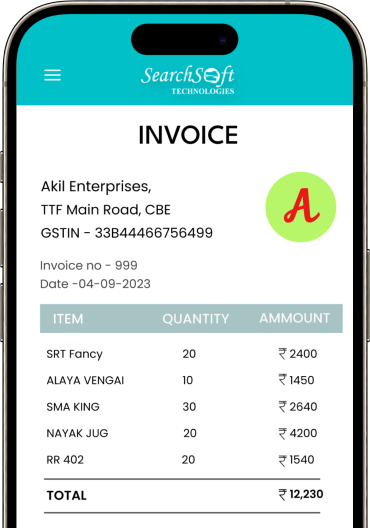 SearchSoft
TECHNOLOGIES
INVOICE
Akil Enterprises,
TTF Main Road, CBE
GSTIN - 33B44466756499
A
Invoice no - 999
Date -04-09-2023
ITEM QUANTITY AMMOUNT
SRT Fancy 20 ₹ 2400
ALAYA VENGAI 10 ₹ 1450
SMA KING 30 ₹ 2640
NAYAK JUG 20 ₹ 4200
RR 402 20 ₹ 1540
TOTAL ₹ 12,230